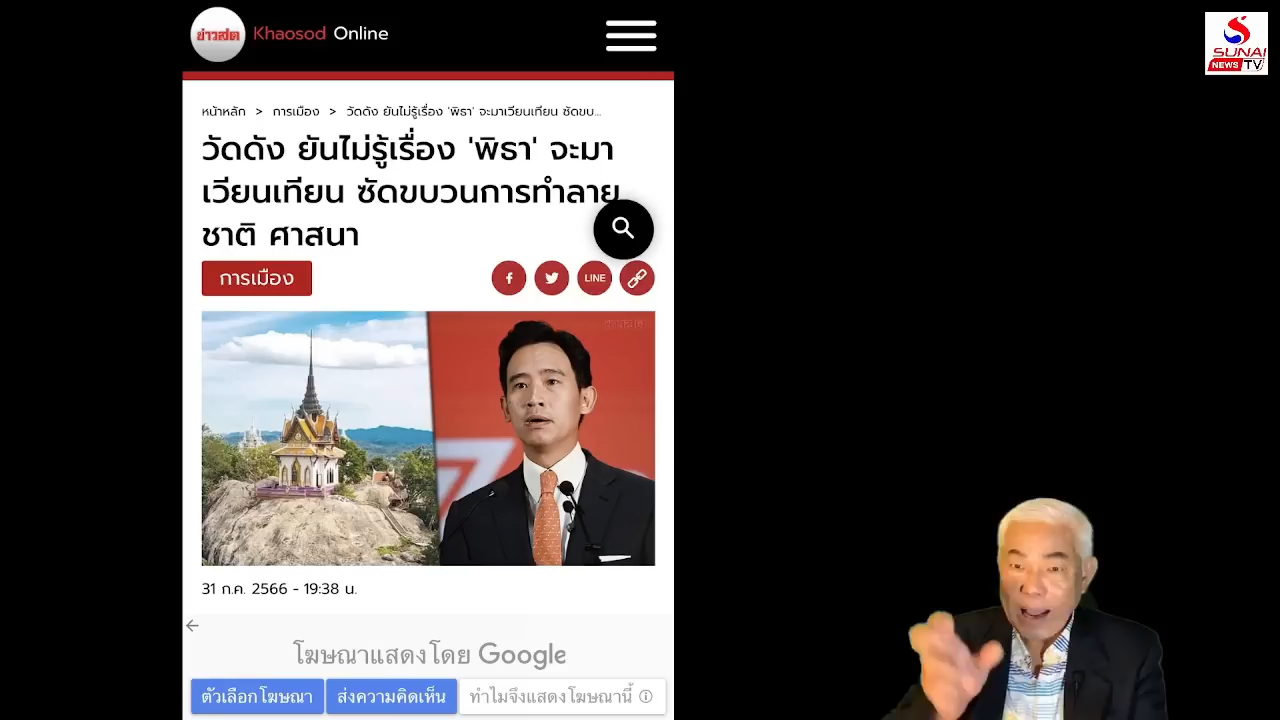 ข่าวสด Khaosod Online
SUNAI
NEWS TV
หน้าหลัก > การเมือง > วัดดัง ยันไม่รู้เรื่อง 'พิธา' จะมาเวียนเทียน ซัดขบ...
วัดดัง ยันไม่รู้เรื่อง 'พิธา' จะมา
เวียนเทียน ซัดขบวนการทำลาย
ชาติ ศาสนา
การเมือง
LINE
31 ก.ค. 2566 - 19:38 น.
โฆษณาแสดงโดย Google
ตัวเลือกโฆษณา ส่งความคิดเห็น ทำไมจึงแสดงโฆษณานี้